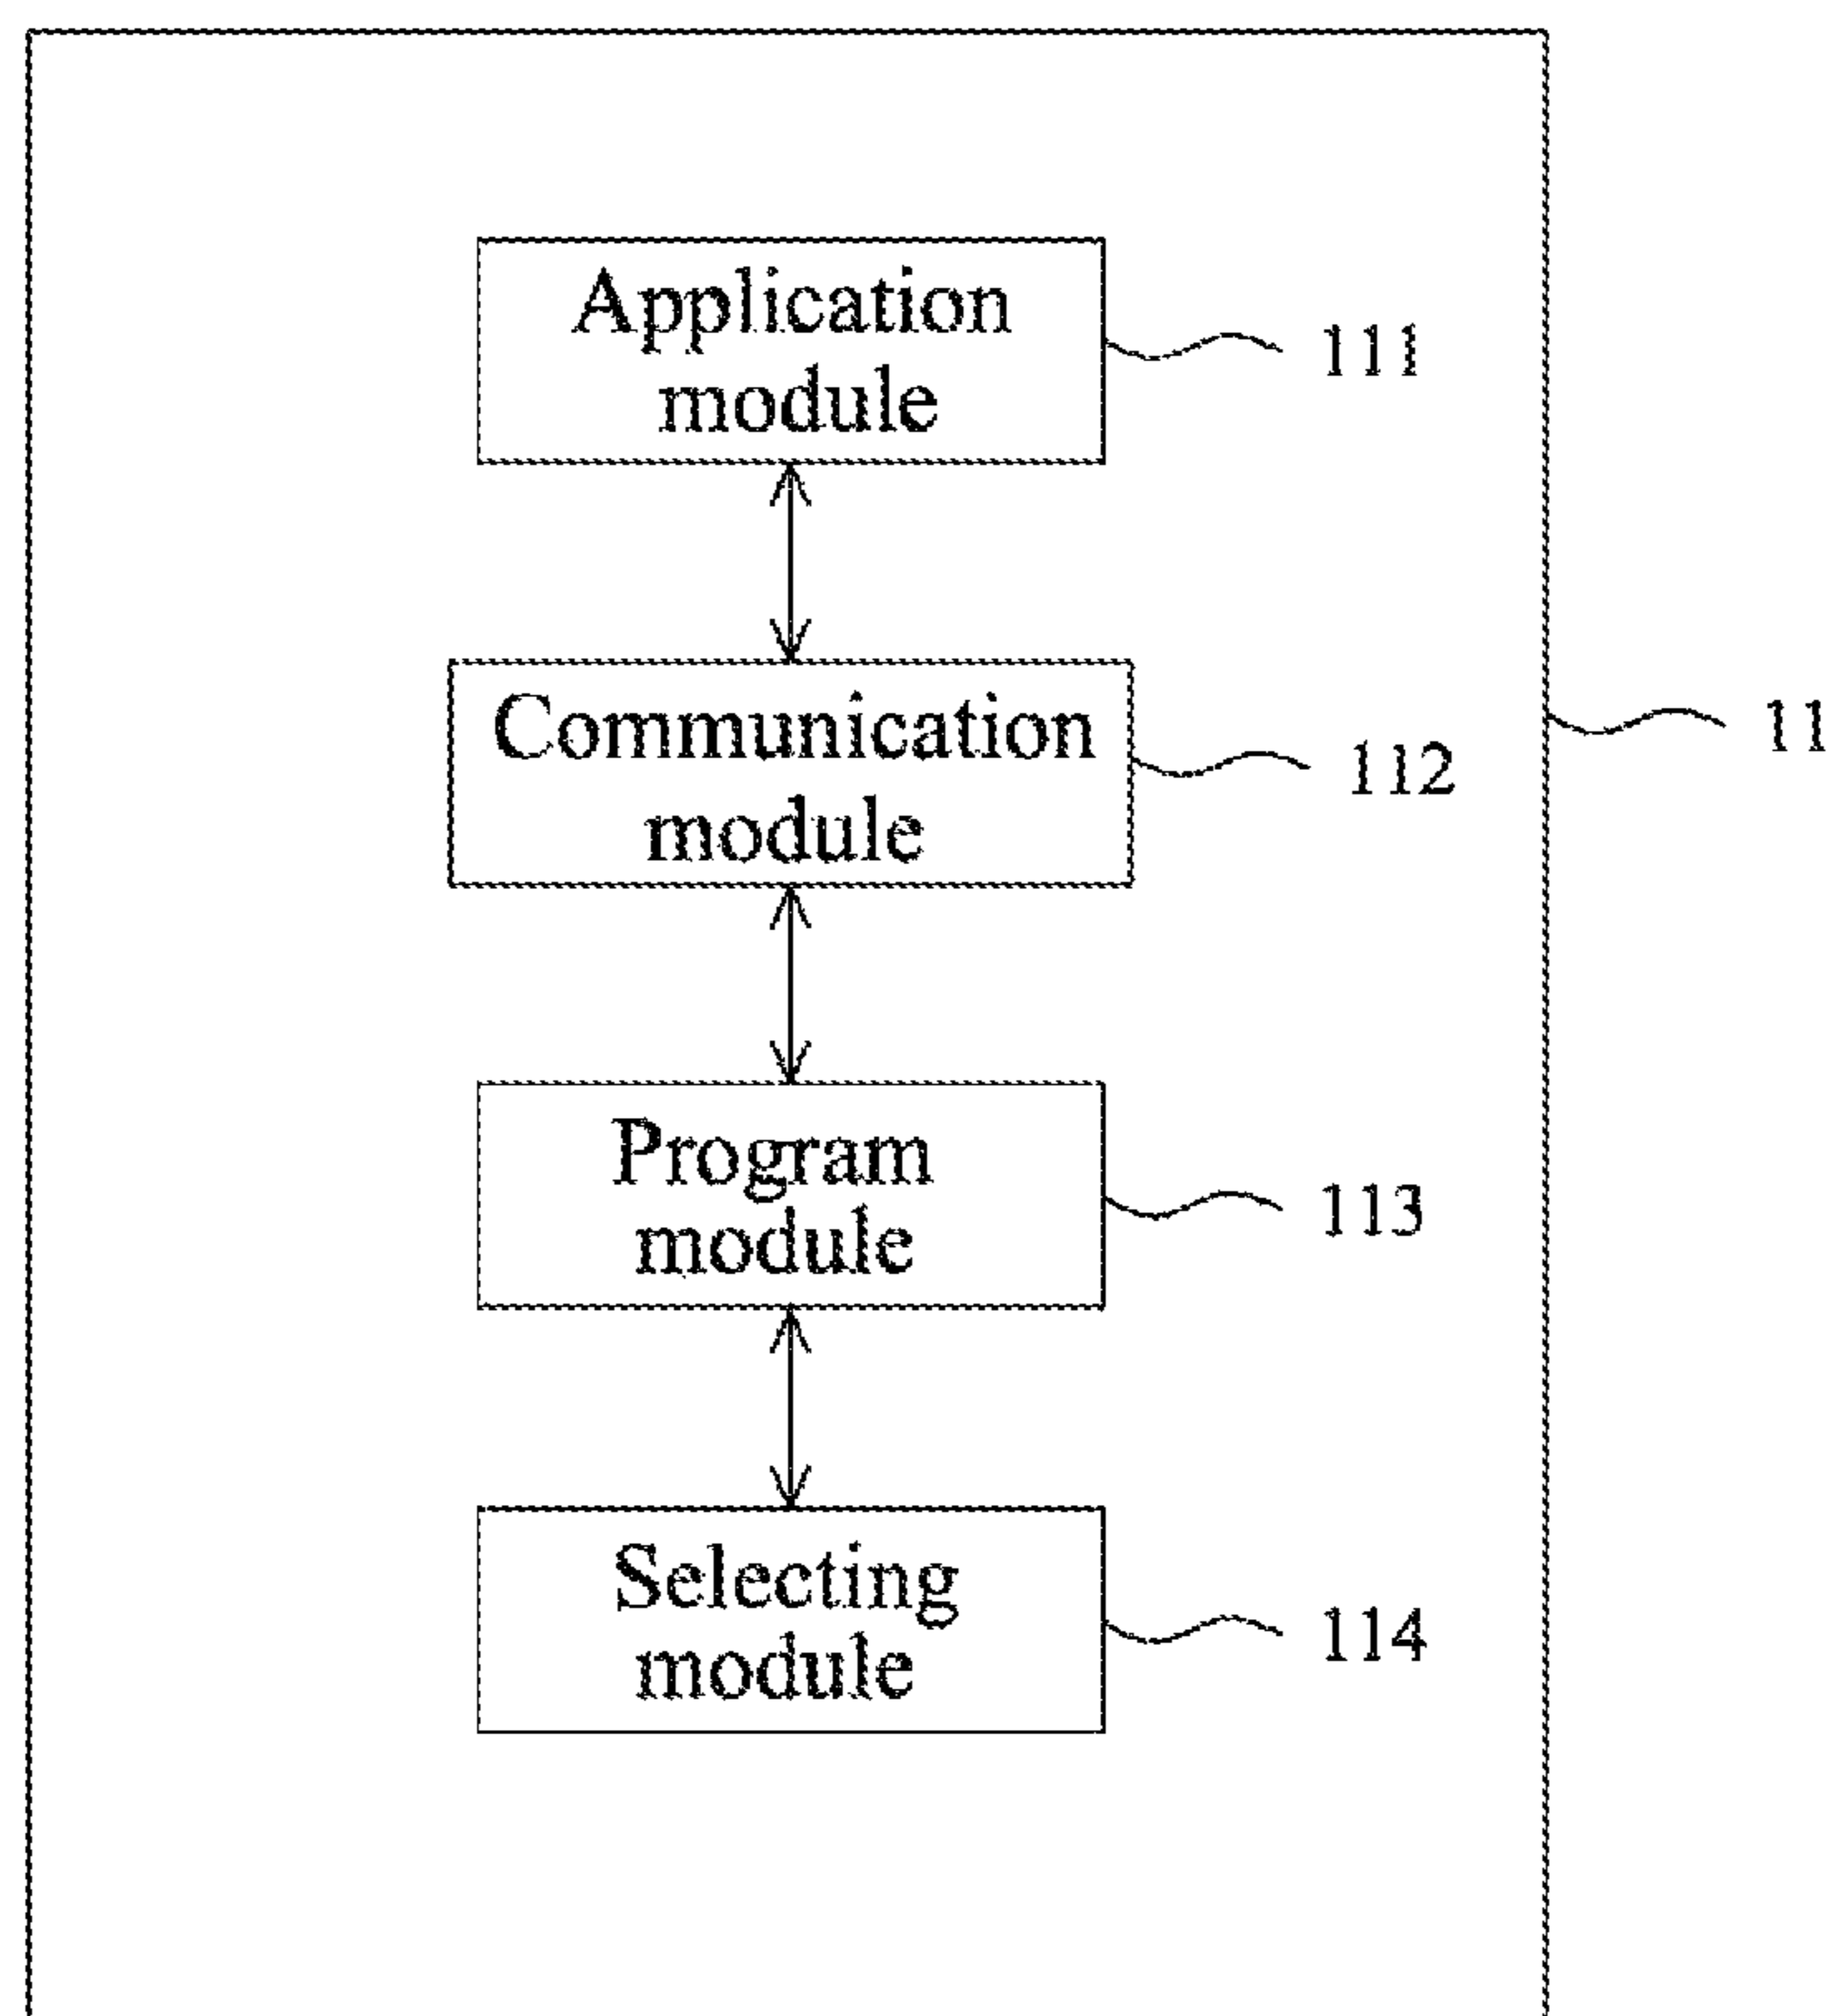 Application
module
111
Communication
module
112
11
Program
module
113
Selecting
module
114